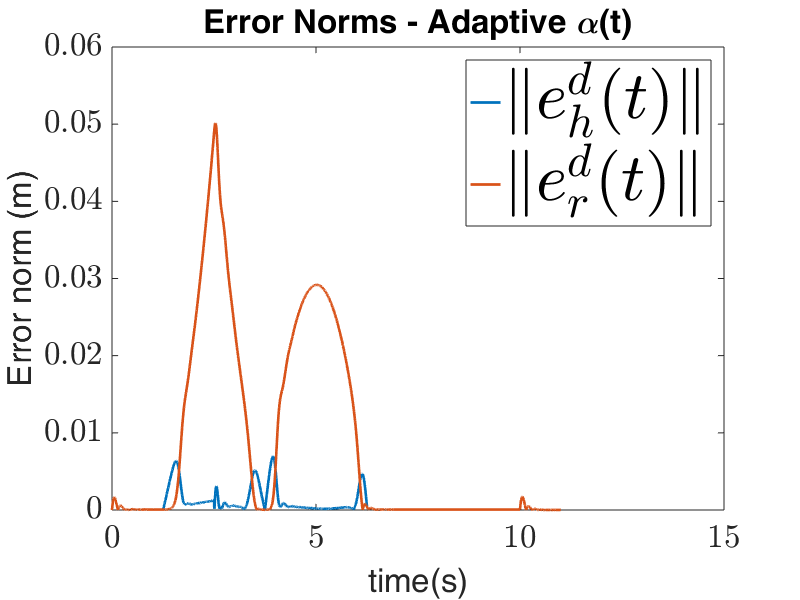 Error Norms - Adaptive α(t)
0.06
0.05
0.04
0.03
0.02
0.01
0
Error norm (m)
||e_h^d(t)||
||e_r^d(t)||
0 5 10 15
time(s)